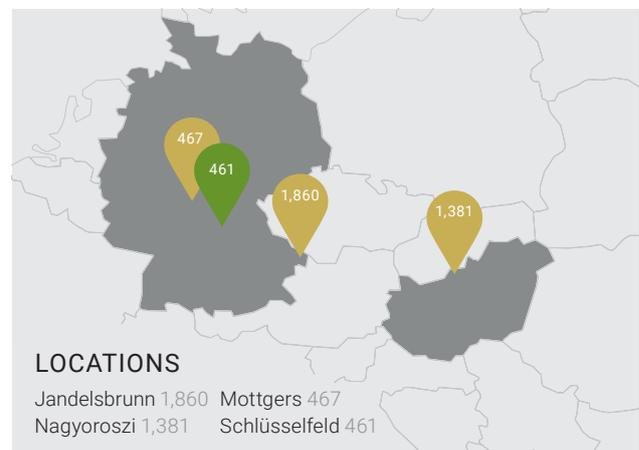 467
461
1,860
1,381
LOCATIONS
Jandelsbrunn 1,860 Mottgers 467
Nagyoroszi 1,381 Schlüsselfeld 461